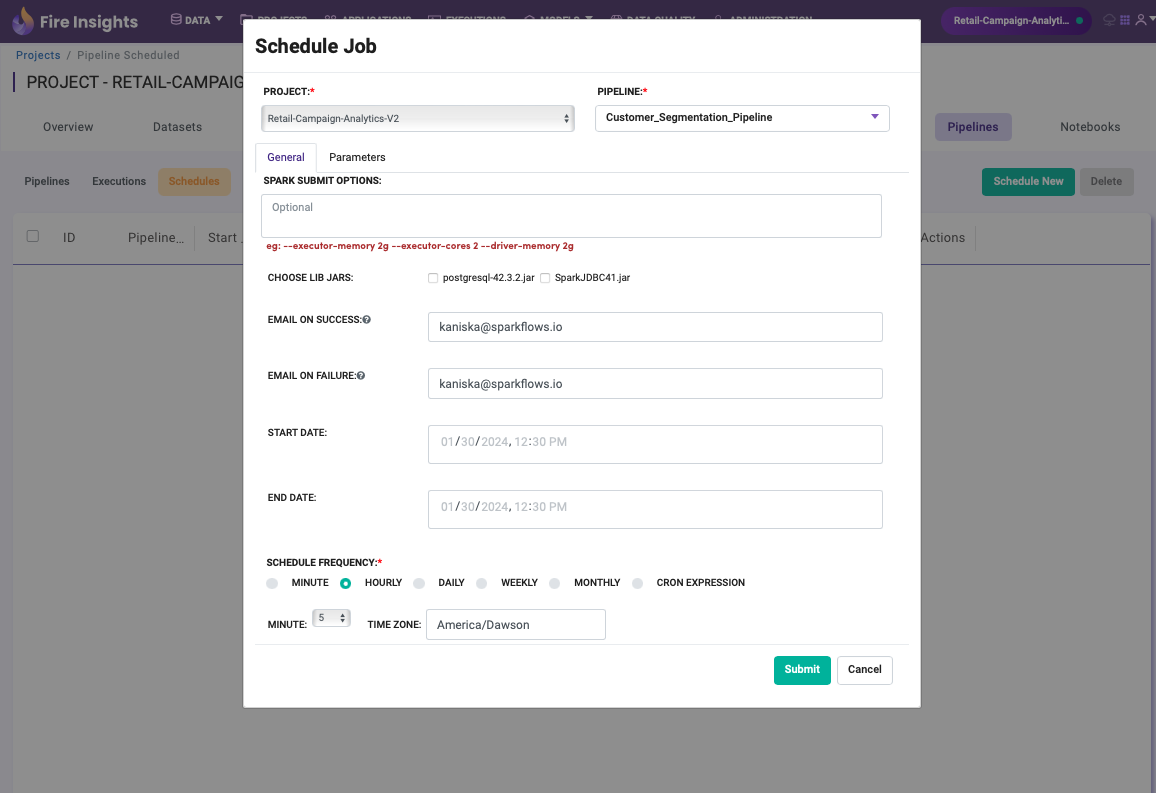 Fire Insights
DATA
PROJECTS
APPLICATIONS
EXECUTIONS
MODELS
DATA QUALITY
ADMINISTRATION
Retail-Campaign-Analyti...
Projects / Pipeline Scheduled
PROJECT - RETAIL-CAMPAIG
Overview
Datasets
Pipelines
Notebooks
Pipelines
Executions
Schedules
Schedule New
Delete
ID
Pipeline...
Start
Actions
Schedule Job
PROJECT:*
PIPELINE:*
Retail-Campaign-Analytics-V2
Customer_Segmentation_Pipeline
General
Parameters
SPARK SUBMIT OPTIONS:
Optional
eg: --executor-memory 2g --executor-cores 2 --driver-memory 2g
CHOOSE LIB JARS:
postgresql-42.3.2.jar
SparkJDBC41.jar
EMAIL ON SUCCESS:
kaniska@sparkflows.io
EMAIL ON FAILURE:
kaniska@sparkflows.io
START DATE:
01/30/2024, 12:30 PM
END DATE:
01/30/2024, 12:30 PM
SCHEDULE FREQUENCY:*
MINUTE
HOURLY
DAILY
WEEKLY
MONTHLY
CRON EXPRESSION
MINUTE: 5
TIME ZONE: America/Dawson
Submit
Cancel